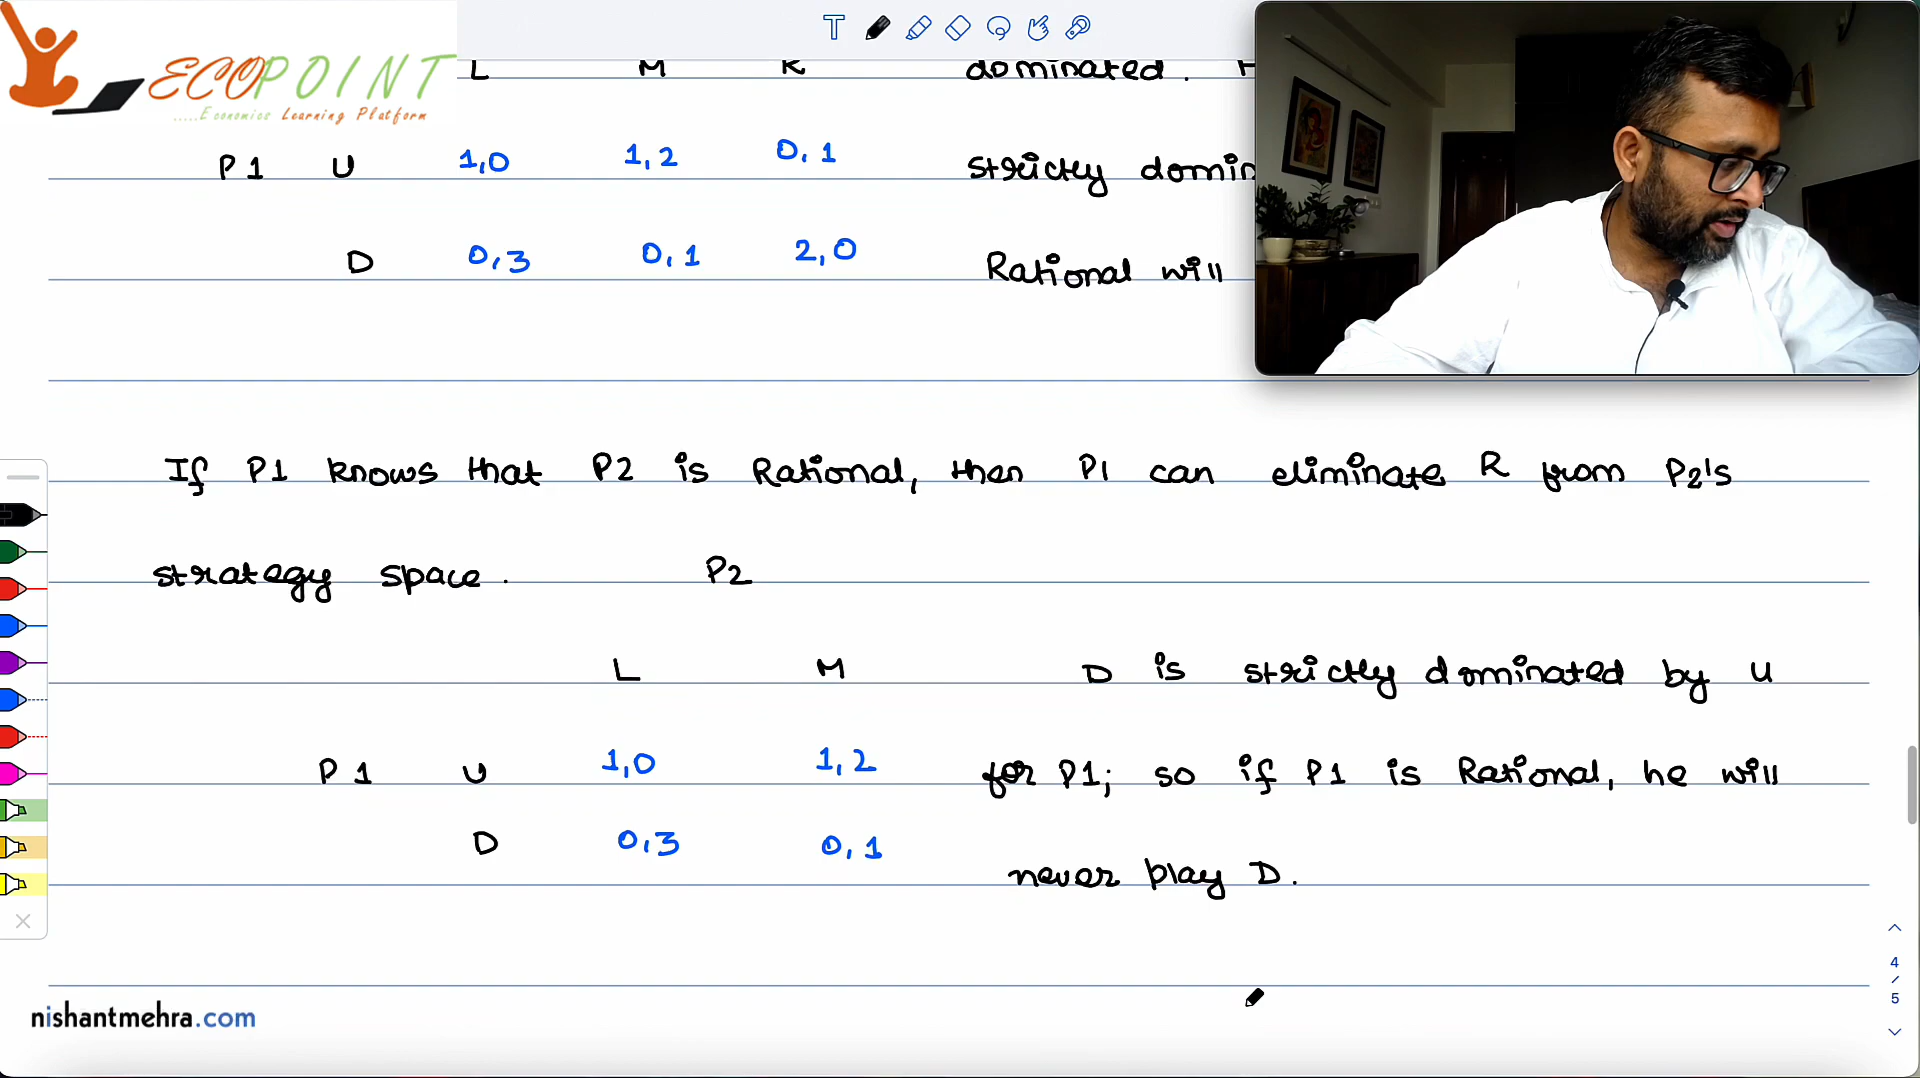 ECOPOINT
.....Economics Learning Platform
L M R dominated.
P1 U 1,0 1,2 0,1 strictly domin
D 0,3 0,1 2,0 Rational will
If P1 knows that P2 is Rational, then P1 can eliminate R from P2's
strategy space. P2
L M D is strictly dominated by U
P1 U 1,0 1,2 for P1; so if P1 is Rational, he will
D 0,3 0,1 never play D.
4
/
5
nishantmehra.com